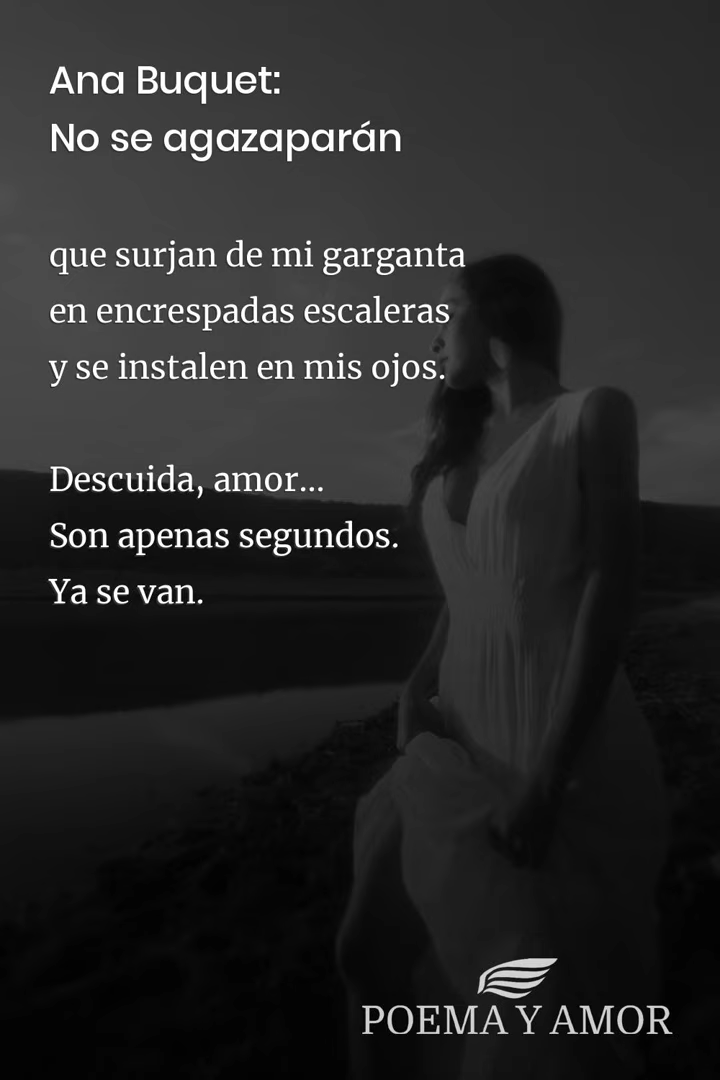 Ana Buquet:
No se agazaparán
que surjan de mi garganta
en encrespadas escaleras
y se instalen en mis ojos.
Descuida, amor...
Son apenas segundos.
Ya se van.
POEMA Y AMOR